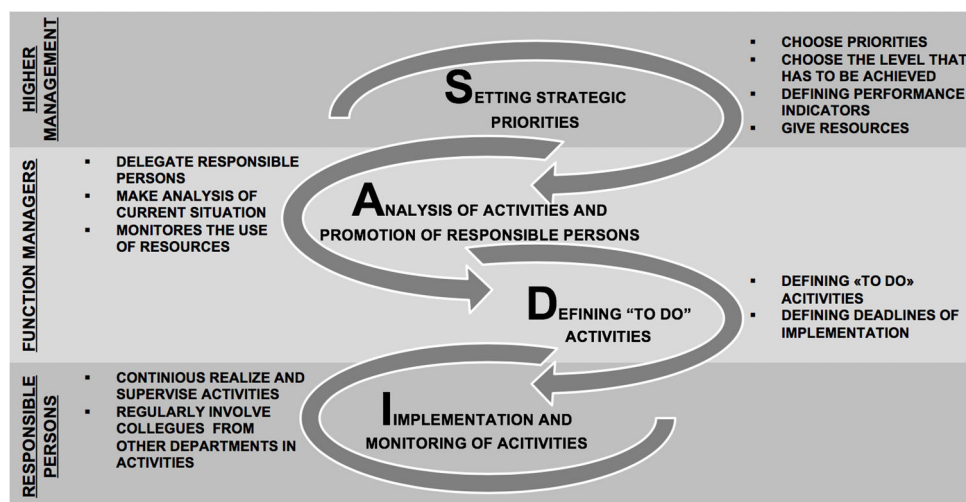 HIGHER
MANAGEMENT
SETTING STRATEGIC
PRIORITIES
▪ CHOOSE PRIORITIES
▪ CHOOSE THE LEVEL THAT
HAS TO BE ACHIEVED
▪ DEFINING PERFORMANCE
INDICATORS
▪ GIVE RESOURCES
FUNCTION MANAGERS
▪ DELEGATE RESPONSIBLE
PERSONS
▪ MAKE ANALYSIS OF
CURRENT SITUATION
▪ MONITORES THE USE
OF RESOURCES
ANALYSIS OF ACTIVITIES AND
PROMOTION OF RESPONSIBLE PERSONS
DEFINING “TO DO”
ACTIVITIES
▪ DEFINING «TO DO»
ACITIVITIES
▪ DEFINING DEADLINES OF
IMPLEMENTATION
RESPONSIBLE
PERSONS
▪ CONTINIOUS REALIZE AND
SUPERVISE ACTIVITIES
▪ REGULARLY INVOLVE
COLLEGUES FROM
OTHER DEPARTMENTS IN
ACTIVITIES
IIMPLEMENTATION AND
MONITORING OF ACITIVITIES